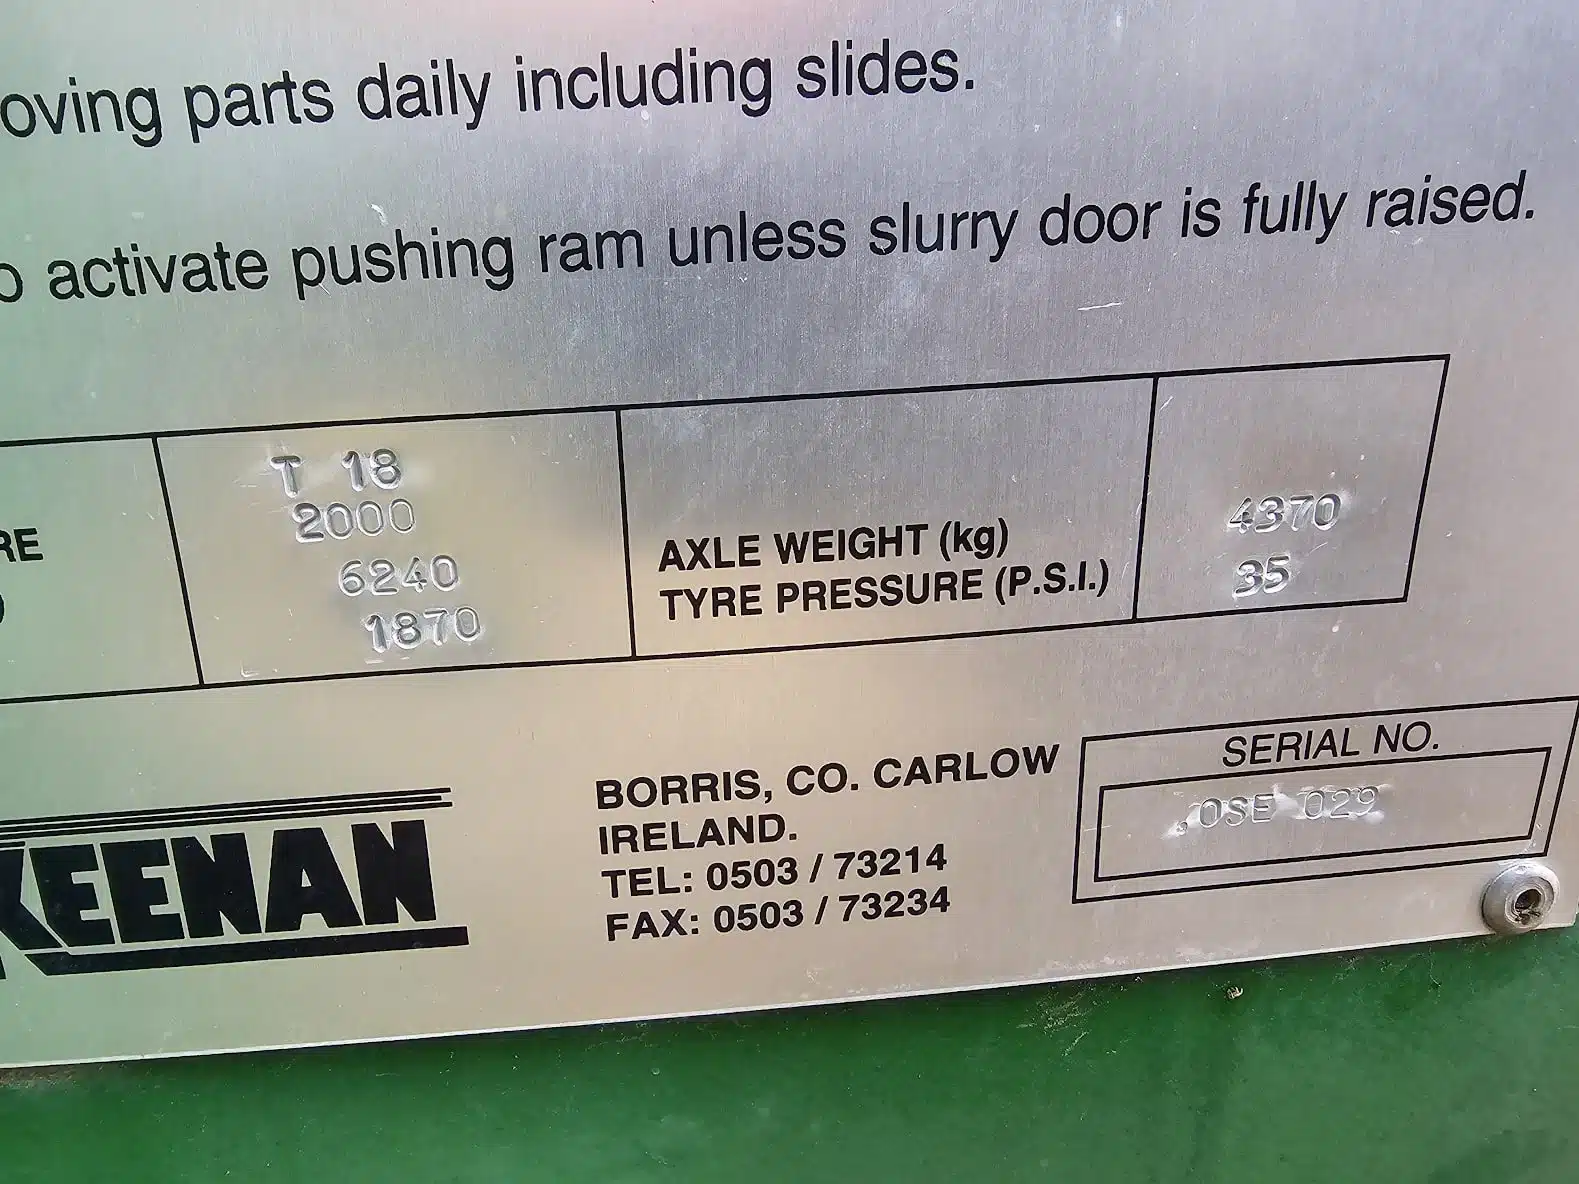 oving parts daily including slides.
o activate pushing ram unless slurry door is fully raised.
T 18
2000
RE
6240
1870
AXLE WEIGHT (kg) 4370
TYRE PRESSURE (P.S.I.) 35
KEENAN
BORRIS, CO. CARLOW
IRELAND.
TEL: 0503 / 73214
FAX: 0503 / 73234
SERIAL NO.
.OSE 029